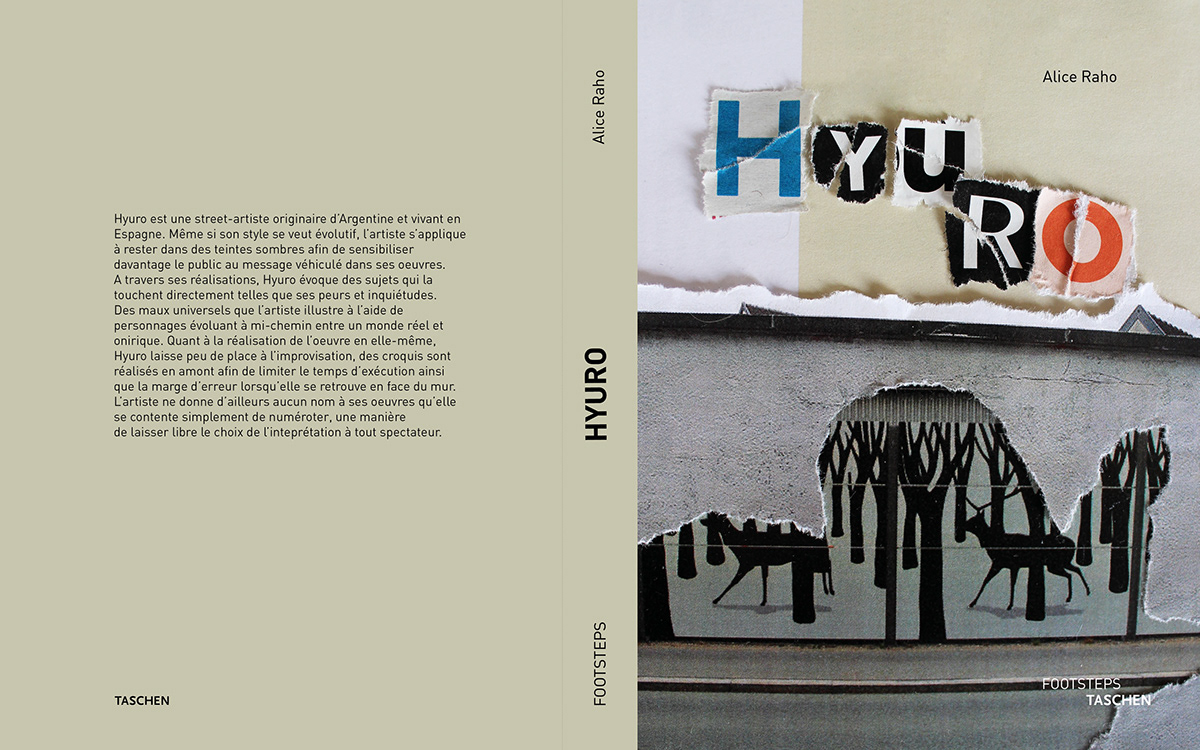 Hyuro est une street-artiste originaire d'Argentine et vivant en
Espagne. Même si son style se veut évolutif, l'artiste s'applique
à rester dans des teintes sombres afin de sensibiliser
davantage le public au message véhiculé dans ses oeuvres.
A travers ses réalisations, Hyuro évoque des sujets qui la
touchent directement telles que ses peurs et inquiétudes.
Des maux universels que l'artiste illustre à l'aide de
personnages évoluant à mi-chemin entre un monde réel et
onirique. Quant à la réalisation de l'oeuvre en elle-même,
Hyuro laisse peu de place à l'improvisation, des croquis sont
réalisés en amont afin de limiter le temps d'exécution ainsi
que la marge d'erreur lorsqu'elle se retrouve en face du mur.
L'artiste ne donne d'ailleurs aucun nom à ses oeuvres qu'elle
se contente simplement de numéroter, une manière
de laisser libre le choix de l'inteprétation à tout spectateur.
TASCHEN
Alice Raho
HYURO
FOOTSTEPS
Alice Raho
HYURO
FOOTSTEPS
TASCHEN